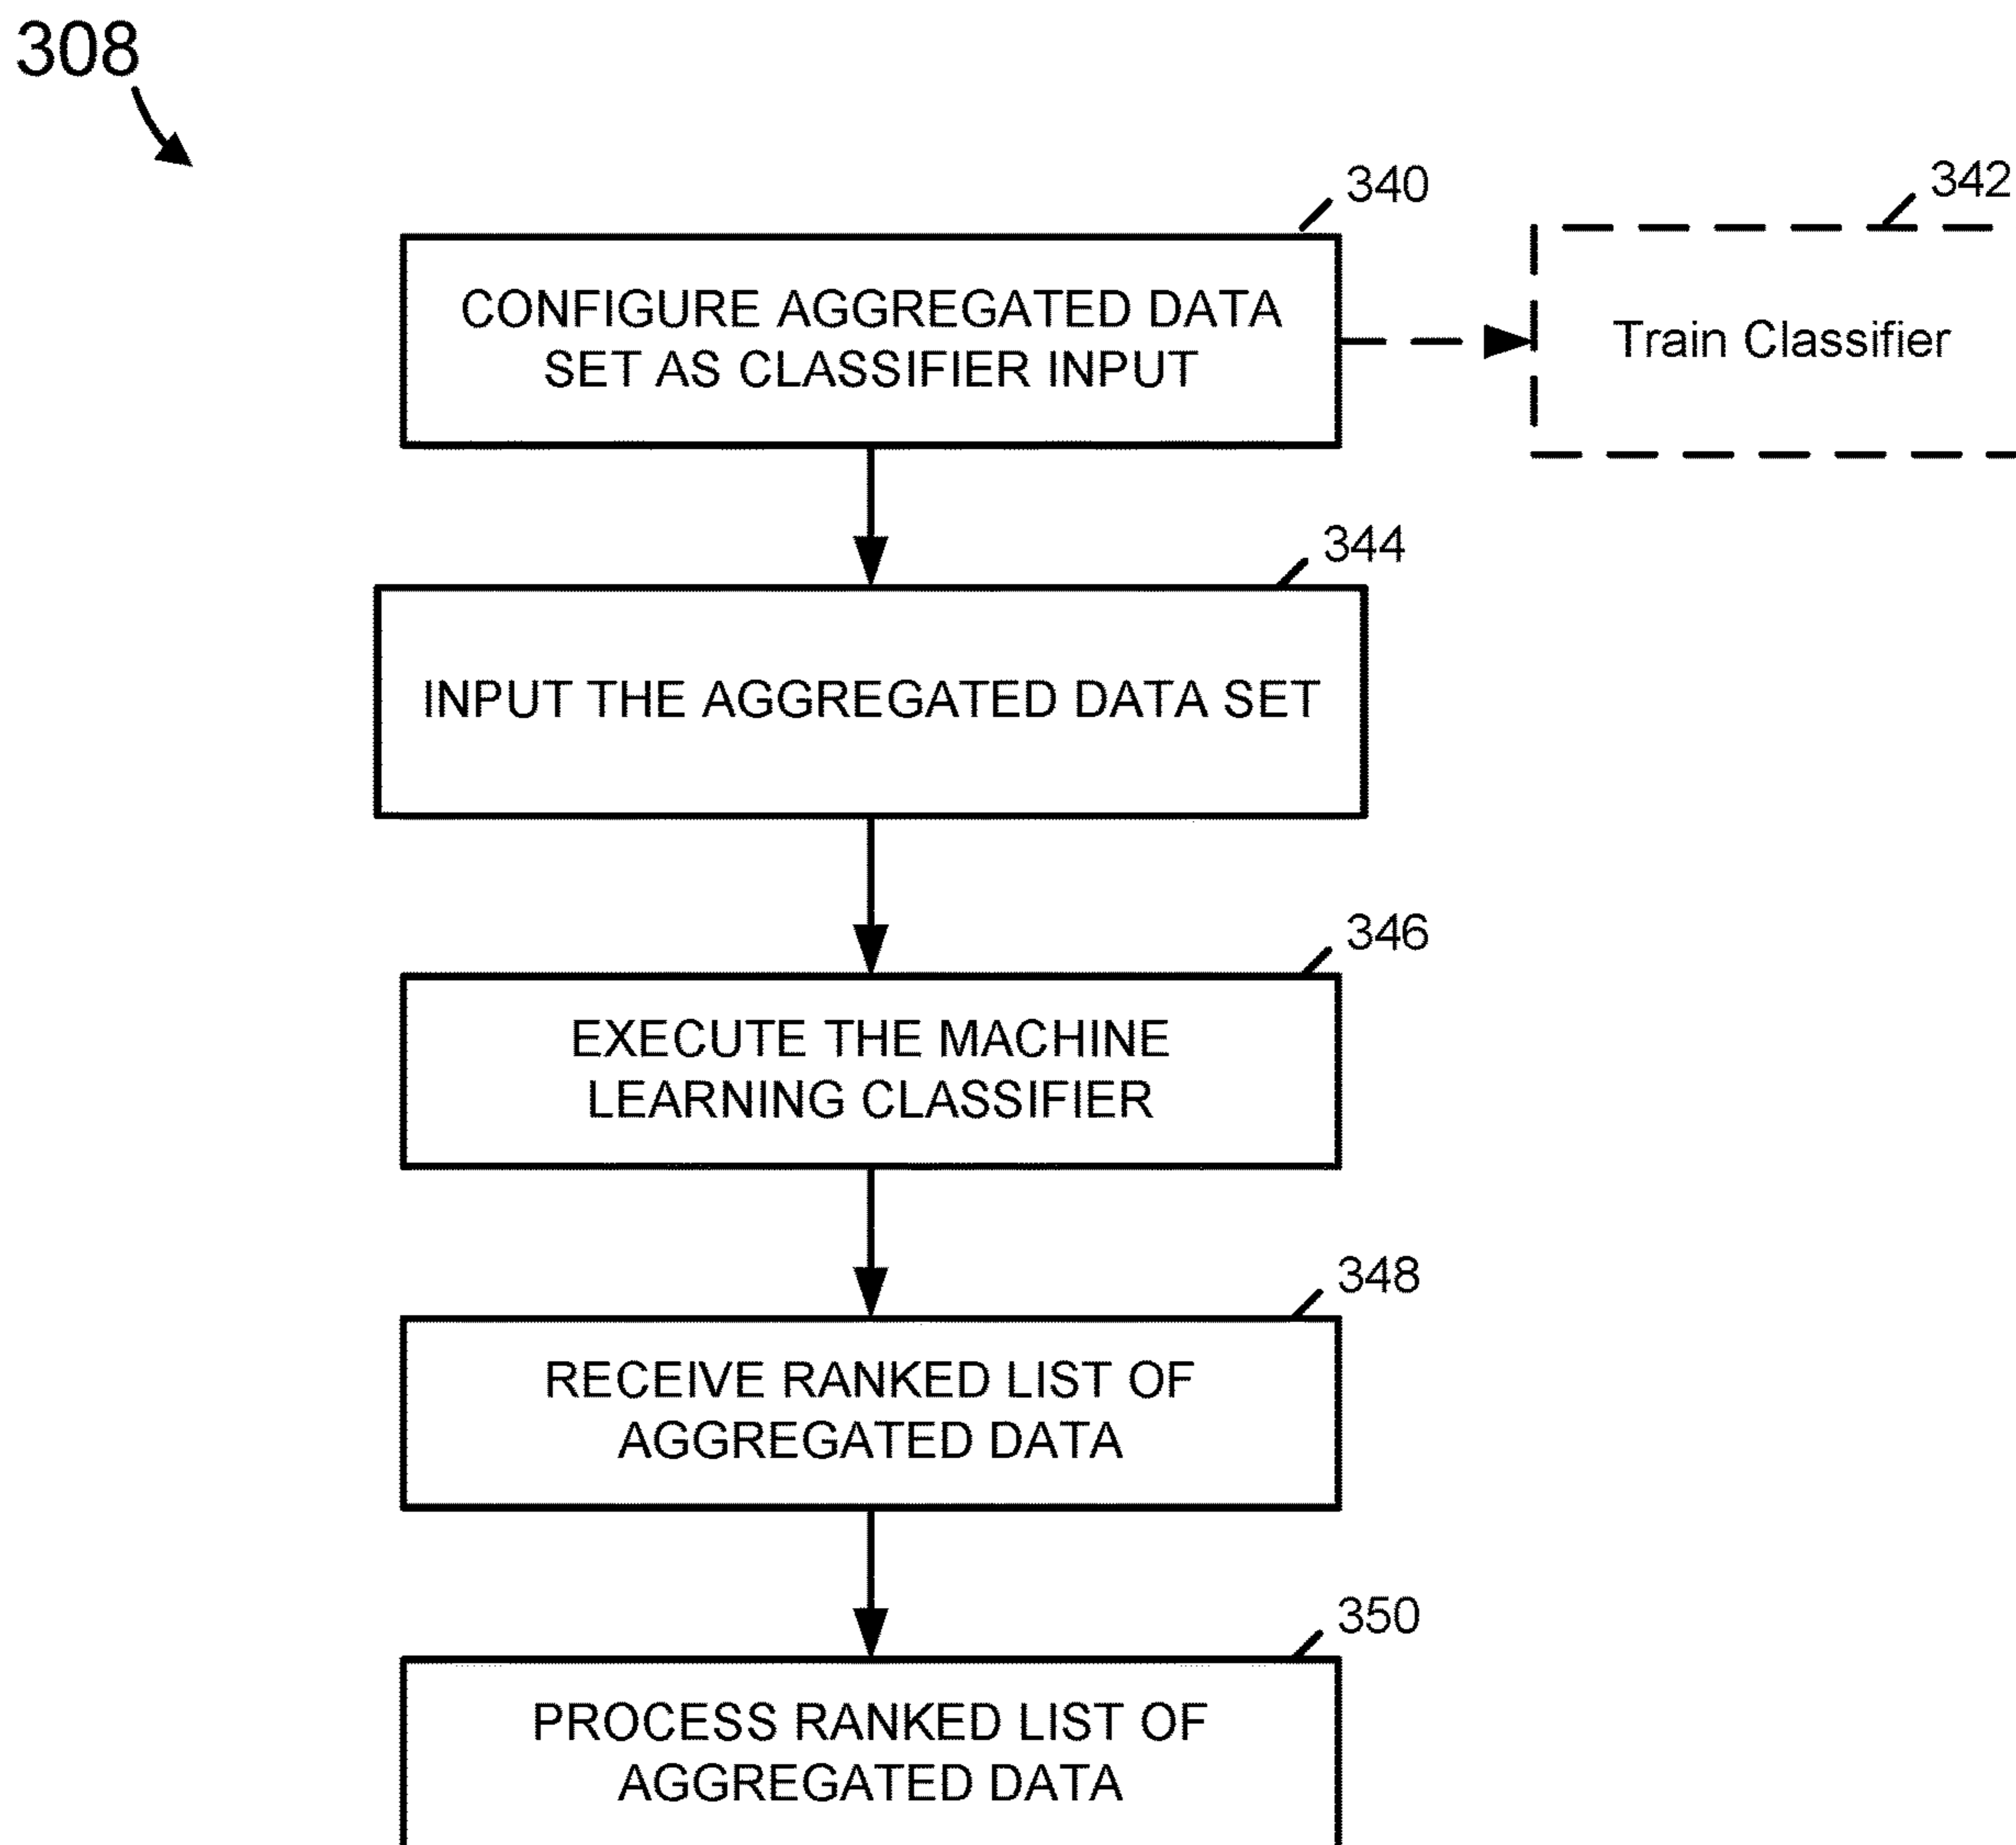 308
340
CONFIGURE AGGREGATED DATA
SET AS CLASSIFIER INPUT
342
Train Classifier
344
INPUT THE AGGREGATED DATA SET
346
EXECUTE THE MACHINE
LEARNING CLASSIFIER
348
RECEIVE RANKED LIST OF
AGGREGATED DATA
350
PROCESS RANKED LIST OF
AGGREGATED DATA